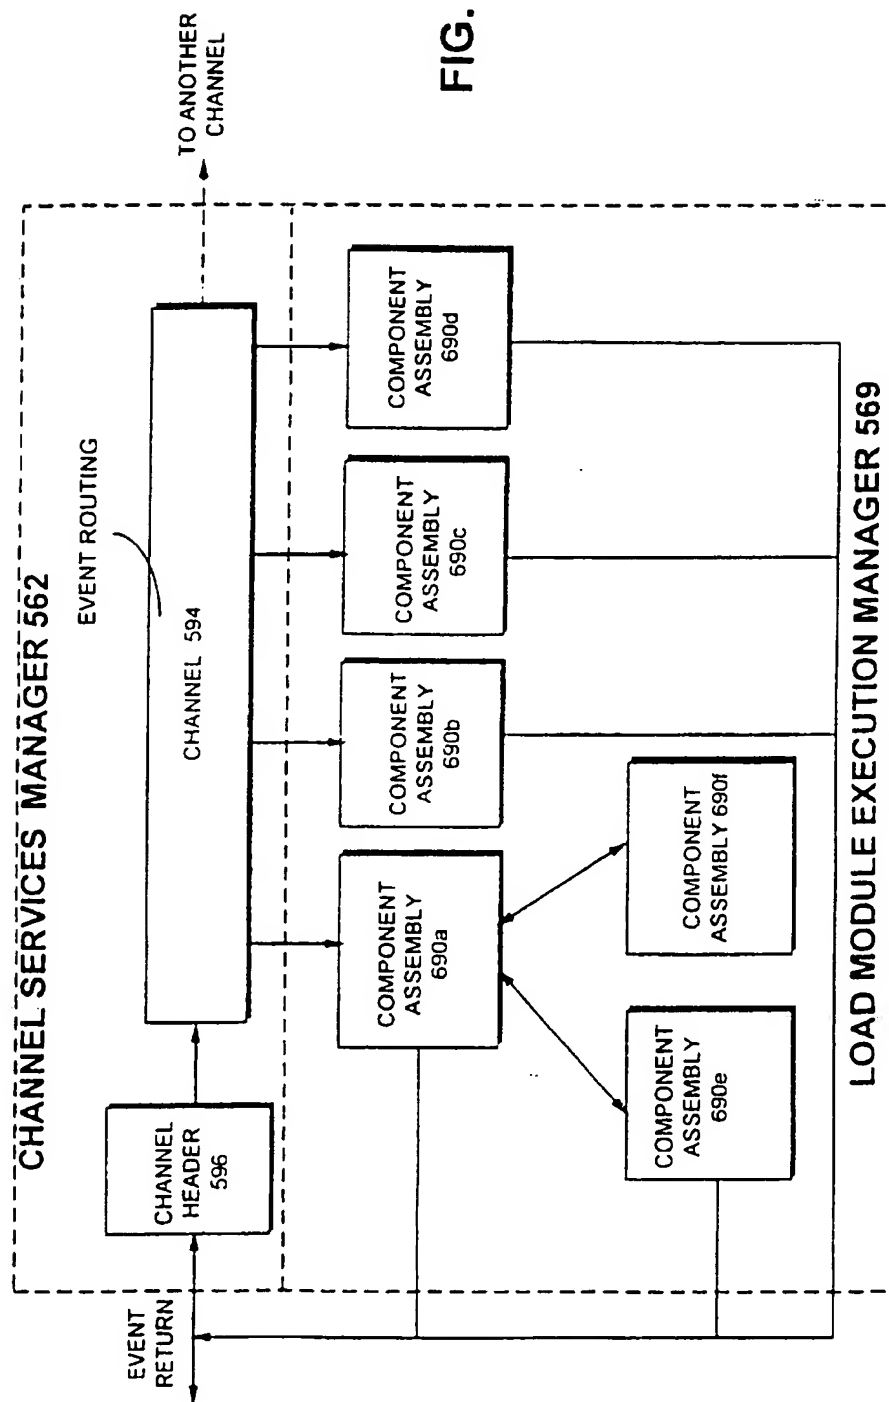 CHANNEL SERVICES MANAGER 562
EVENT ROUTING
TO ANOTHER
CHANNEL
EVENT
RETURN
CHANNEL
HEADER
596
CHANNEL 594
COMPONENT
ASSEMBLY
690a
COMPONENT
ASSEMBLY
690b
COMPONENT
ASSEMBLY
690c
COMPONENT
ASSEMBLY
690d
COMPONENT
ASSEMBLY
690e
COMPONENT
ASSEMBLY 690f
LOAD MODULE EXECUTION MANAGER 569
FIG.